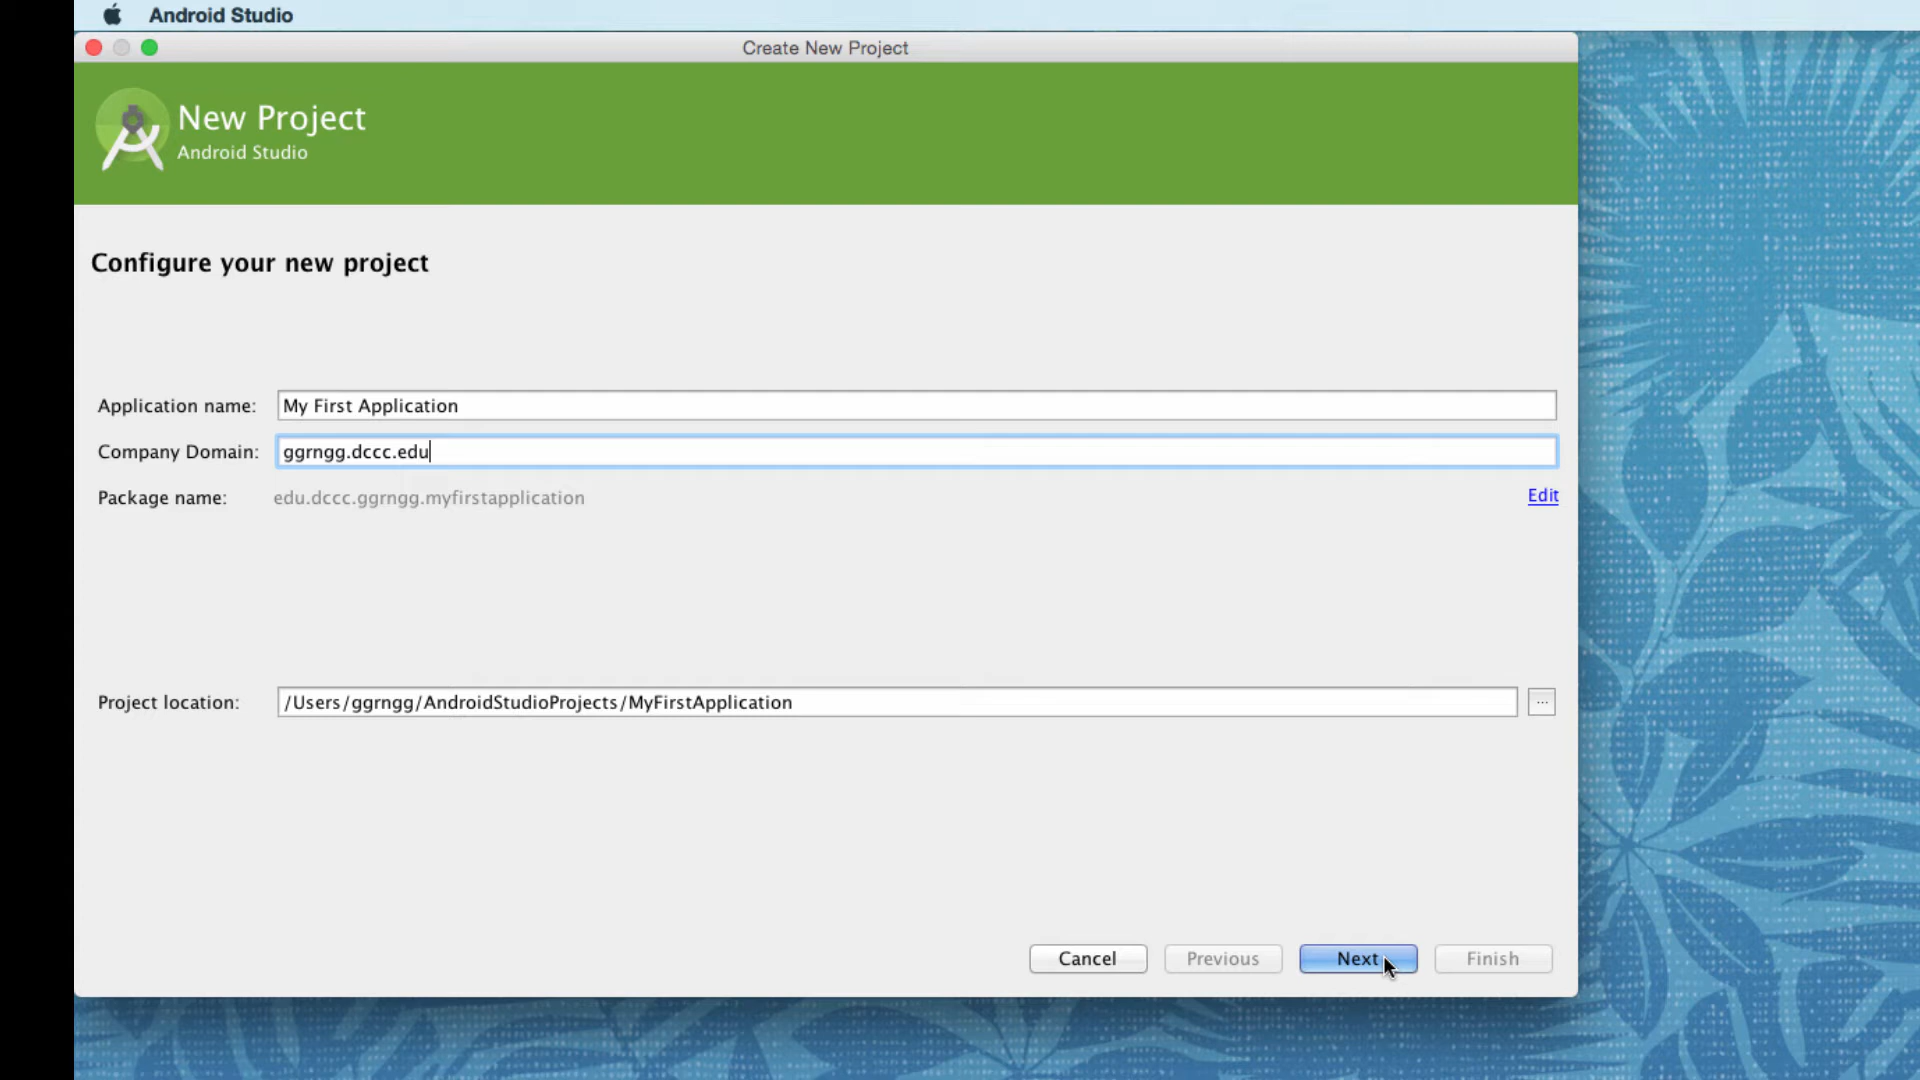 Android Studio
Create New Project
New Project
Android Studio
Configure your new project
Application name: My First Application
Company Domain: ggrngg.dccc.edu
Package name: edu.dccc.ggrngg.myfirstapplication Edit
Project location: /Users/ggrngg/AndroidStudioProjects/MyFirstApplication ...
Cancel Previous Next Finish